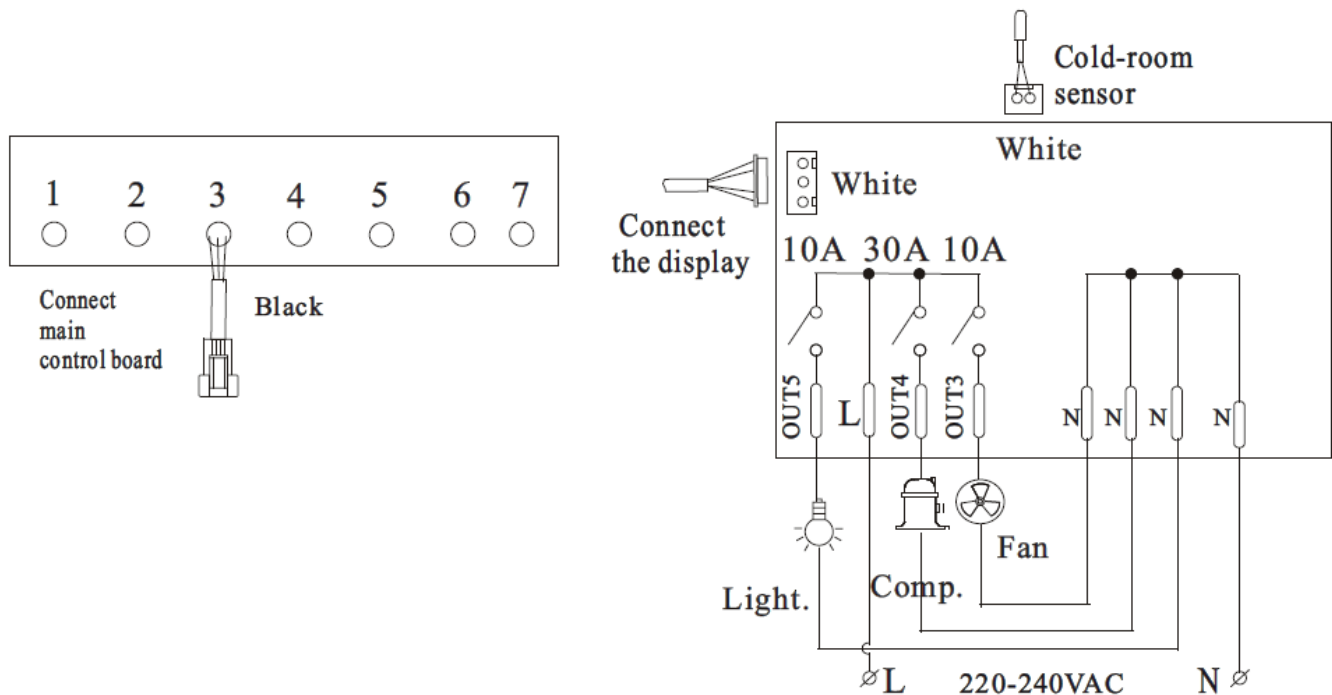 Cold-room
sensor
White
1 2 3 4 5 6 7
White
Connect
the display
10A 30A 10A
Connect
main
control board
Black
OUT5
L
OUT4
OUT3
N N N N
Fan
Light.
Comp.
L 220-240VAC N